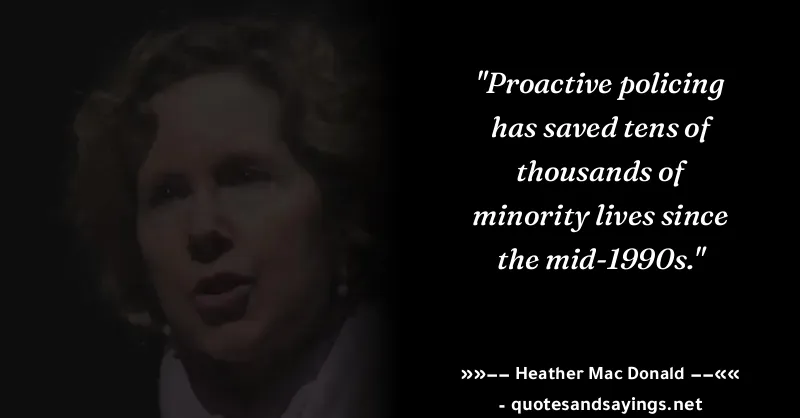 "Proactive policing
has saved tens of
thousands of
minority lives since
the mid-1990s."
»»−− Heather Mac Donald −−««
- quotesandsayings.net